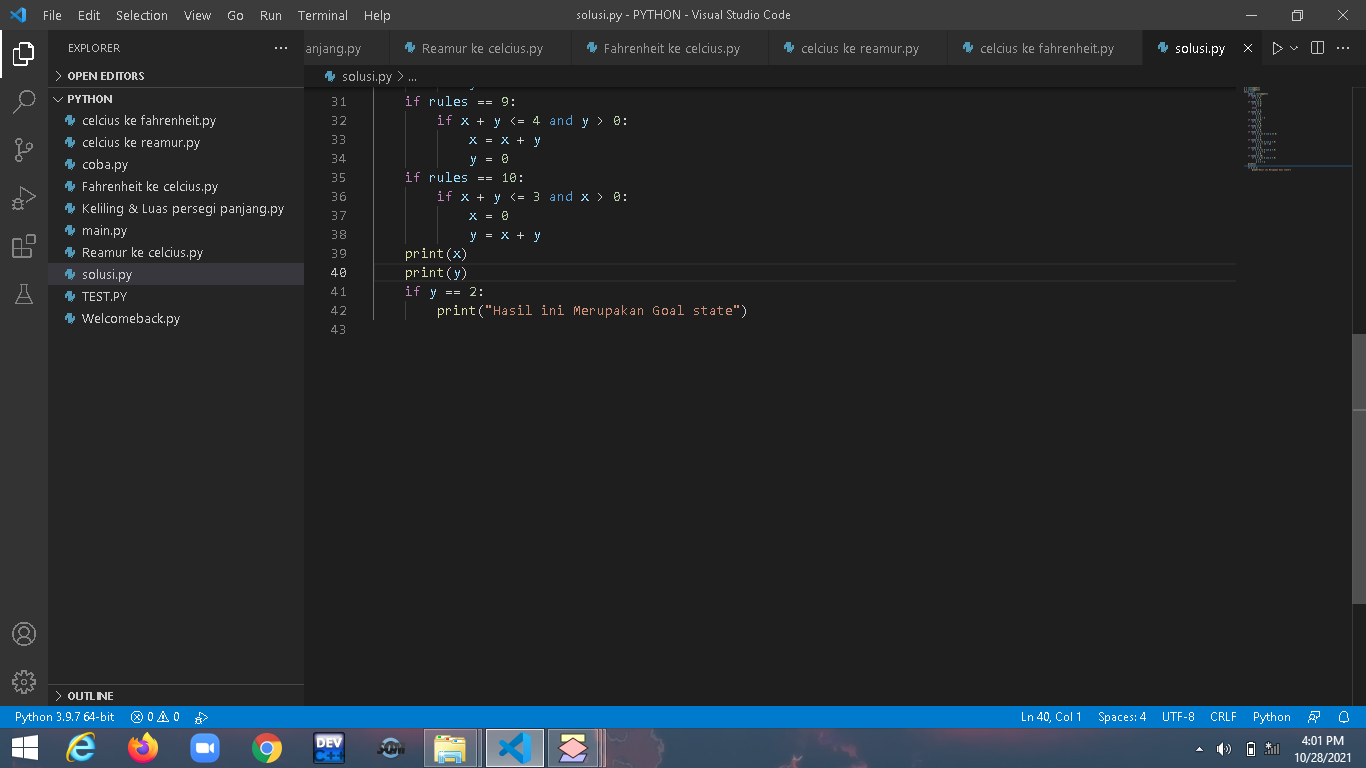 File Edit Selection View Go Run Terminal Help
solusi.py - PYTHON - Visual Studio Code
EXPLORER
OPEN EDITORS
PYTHON
celcius ke fahrenheit.py
celcius ke reamur.py
coba.py
Fahrenheit ke celcius.py
Keliling & Luas persegi panjang.py
main.py
Reamur ke celcius.py
solusi.py
TEST.PY
Welcomeback.py
OUTLINE
anjang.py Reamur ke celcius.py Fahrenheit ke celcius.py celcius ke reamur.py celcius ke fahrenheit.py solusi.py
solusi.py > ...
31 if rules == 9:
32 if x + y <= 4 and y > 0:
33 x = x + y
34 y = 0
35 if rules == 10:
36 if x + y <= 3 and x > 0:
37 x = 0
38 y = x + y
39 print(x)
40 print(y)
41 if y == 2:
42 print("Hasil ini Merupakan Goal state")
43
Python 3.9.7 64-bit 0 0 Ln 40, Col 1 Spaces: 4 UTF-8 CRLF Python
DEV C++
4:01 PM
10/28/2021